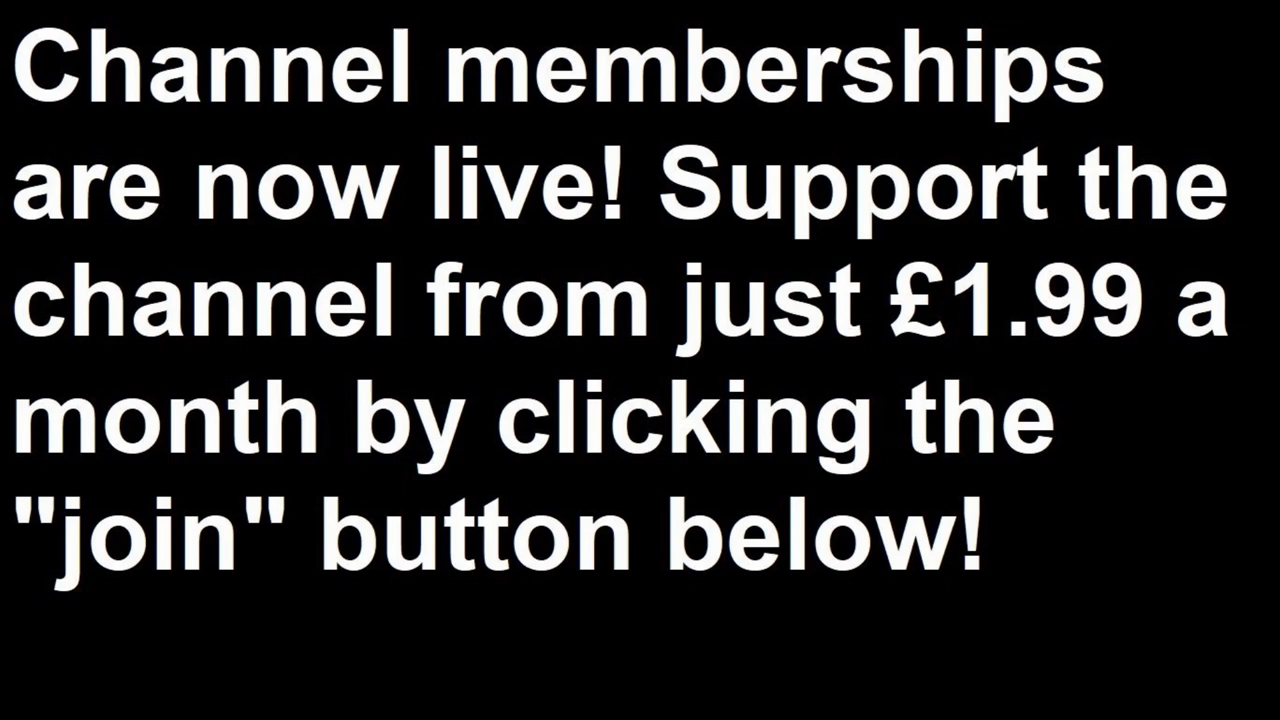 Channel memberships
are now live! Support the
channel from just £1.99 a
month by clicking the
"join" button below!